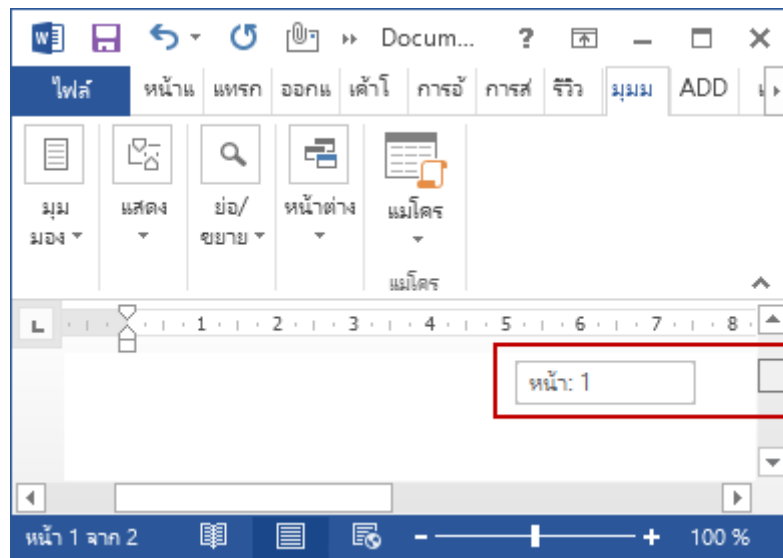 Docum... ?
ไฟล์ หน้าแ แทรก ออกแ เค้าโ การอ้ การส่ รีวิว มุมม ADD
มุม แสดง ย่อ/ หน้าต่าง แมโคร
มอง ขยาย
แมโคร
L 1 2 3 4 5 6 7 8
หน้า: 1
หน้า 1 จาก 2 100 %